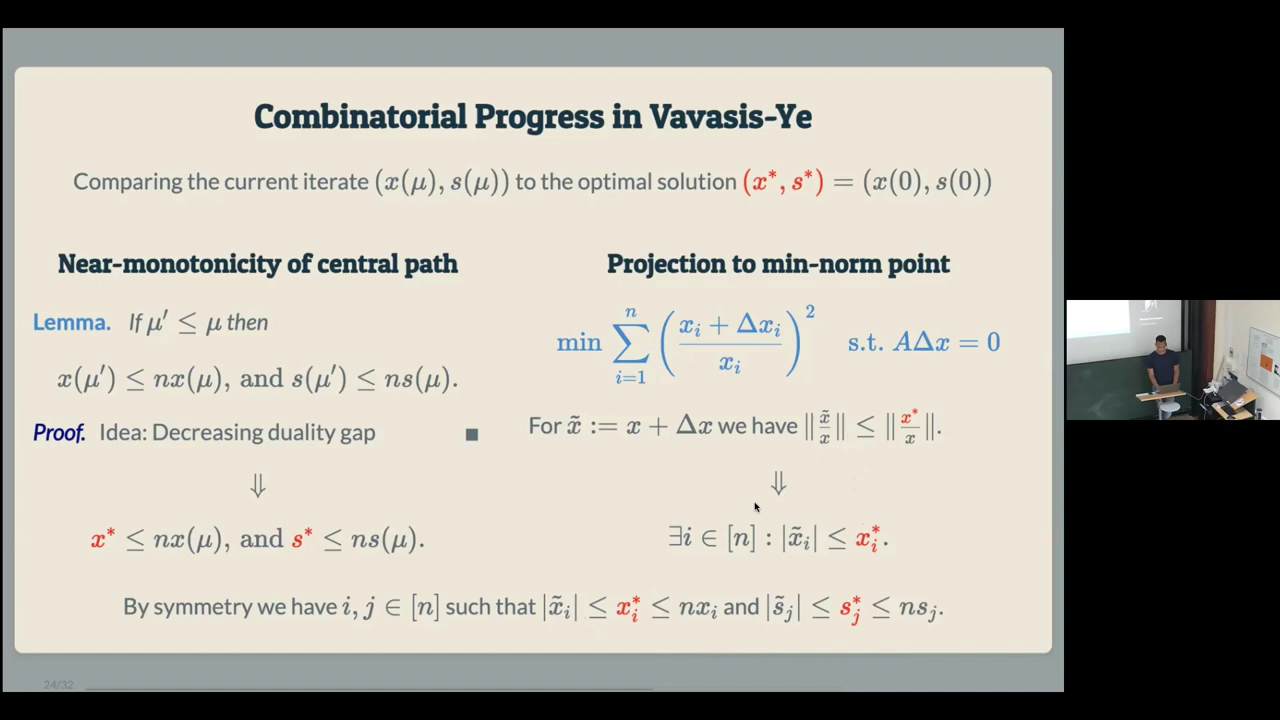 Combinatorial Progress in Vavasis-Ye
Comparing the current iterate (x(μ), s(μ)) to the optimal solution (x*, s*) = (x(0), s(0))
Near-monotonicity of central path
Lemma. If μ′ ≤ μ then
x(μ′) ≤ nx(μ), and s(μ′) ≤ ns(μ).
Proof. Idea: Decreasing duality gap ■
⇓
x* ≤ nx(μ), and s* ≤ ns(μ).
Projection to min-norm point
min ∑_{i=1}^{n} ((x_i + Δx_i)/x_i)^2 s.t. AΔx = 0
For x̃ := x + Δx we have ‖x̃/x‖ ≤ ‖x*/x‖.
⇓
∃i ∈ [n] : |x̃_i| ≤ x*_i.
By symmetry we have i, j ∈ [n] such that |x̃_i| ≤ x*_i ≤ nx_i and |s̃_j| ≤ s*_j ≤ ns_j.
24/32